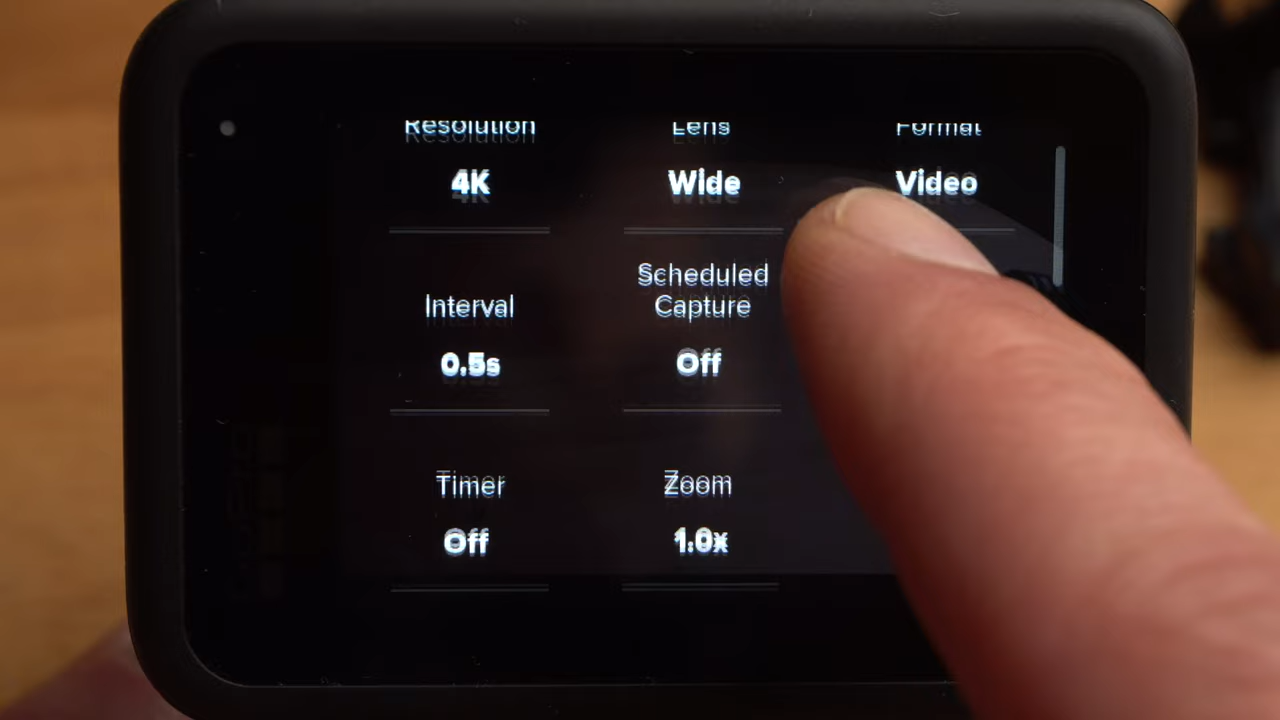 Resolution Lens Format
4K Wide Video
Scheduled
Interval Capture
0.5s Off
Timer Zoom
Off 1.0x